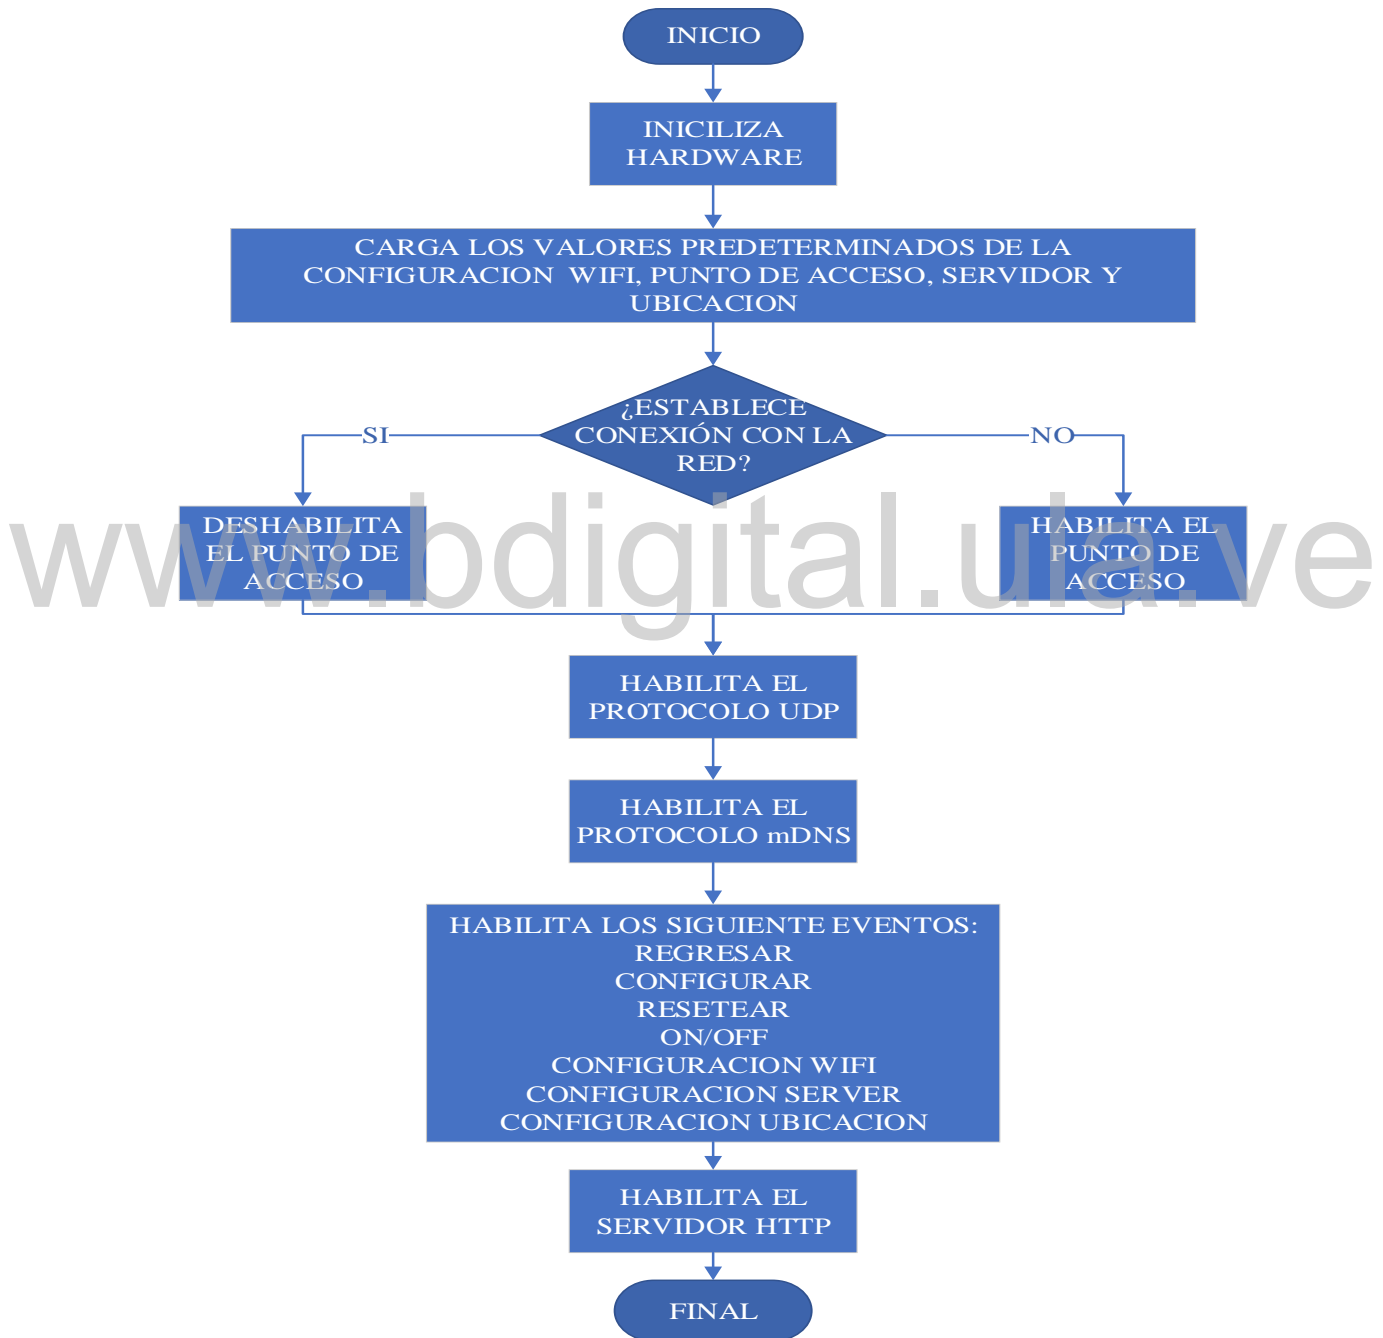 INICIO
INICILIZA
HARDWARE
CARGA LOS VALORES PREDETERMINADOS DE LA
CONFIGURACION WIFI, PUNTO DE ACCESO, SERVIDOR Y
UBICACION
¿ESTABLECE
CONEXIÓN CON LA
RED?
SI
NO
DESHABILITA
EL PUNTO DE
ACCESO
HABILITA EL
PUNTO DE
ACCESO
www.bdigital.ula.ve
HABILITA EL
PROTOCOLO UDP
HABILITA EL
PROTOCOLO mDNS
HABILITA LOS SIGUIENTE EVENTOS:
REGRESAR
CONFIGURAR
RESETEAR
ON/OFF
CONFIGURACION WIFI
CONFIGURACION SERVER
CONFIGURACION UBICACION
HABILITA EL
SERVIDOR HTTP
FINAL